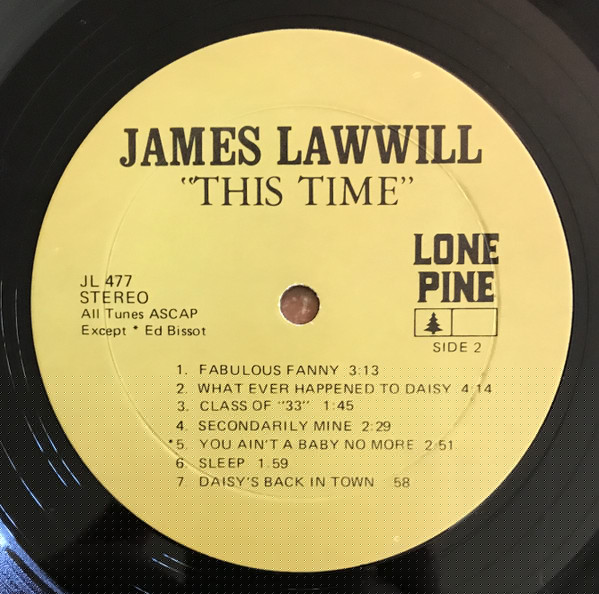 JAMES LAWWILL
"THIS TIME"
LONE
PINE
JL 477
STEREO
All Tunes ASCAP
Except * Ed Bissot
SIDE 2
1. FABULOUS FANNY 3:13
2. WHAT EVER HAPPENED TO DAISY 4:14
3. CLASS OF "33" 1:45
4. SECONDARILY MINE 2:29
*5. YOU AIN'T A BABY NO MORE 2:51
6. SLEEP 1:59
7. DAISY'S BACK IN TOWN 58